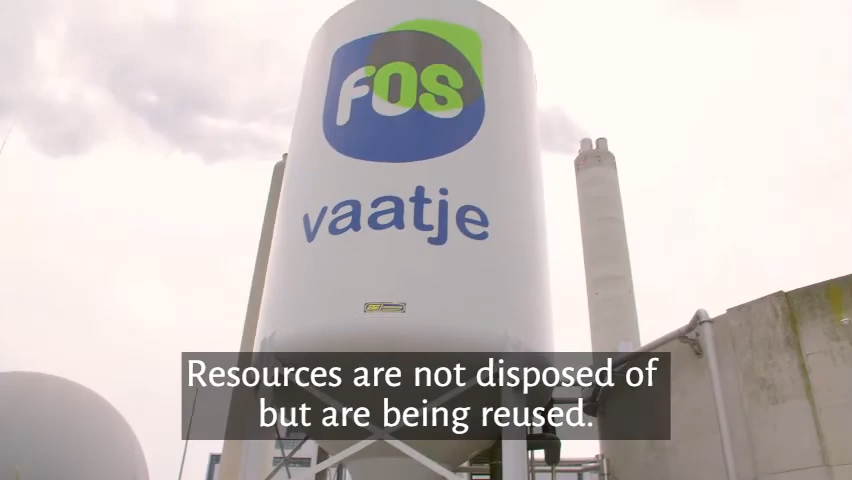 FOS
vaatje
Resources are not disposed of
but are being reused.